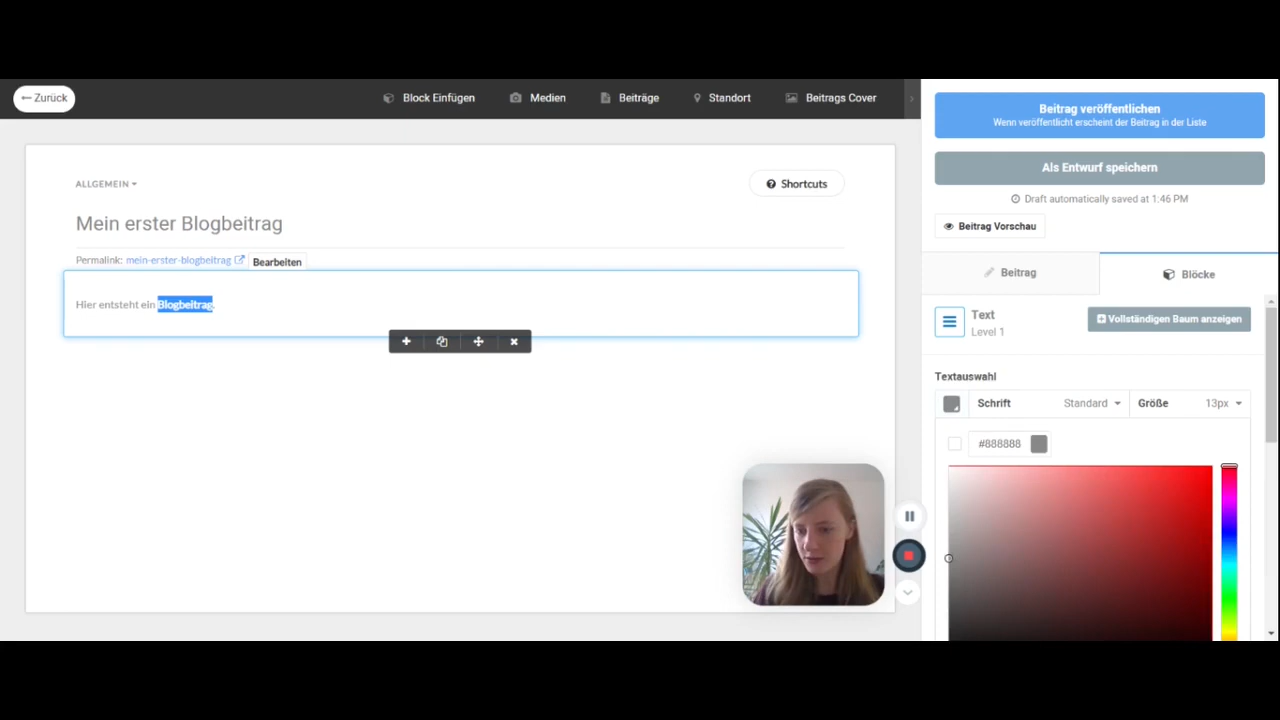 Zurück
Block Einfügen
Medien
Beiträge
Standort
Beitrags Cover
Beitrag veröffentlichen
Wenn veröffentlicht erscheint der Beitrag in der Liste
Als Entwurf speichern
Draft automatically saved at 1:46 PM
Beitrag Vorschau
Beitrag
Blöcke
ALLGEMEIN
Shortcuts
Mein erster Blogbeitrag
Permalink: mein-erster-blogbeitrag
Bearbeiten
Hier entsteht ein Blogbeitrag.
Text
Level 1
Vollständigen Baum anzeigen
Textauswahl
Schrift
Standard
Größe
13px
#888888